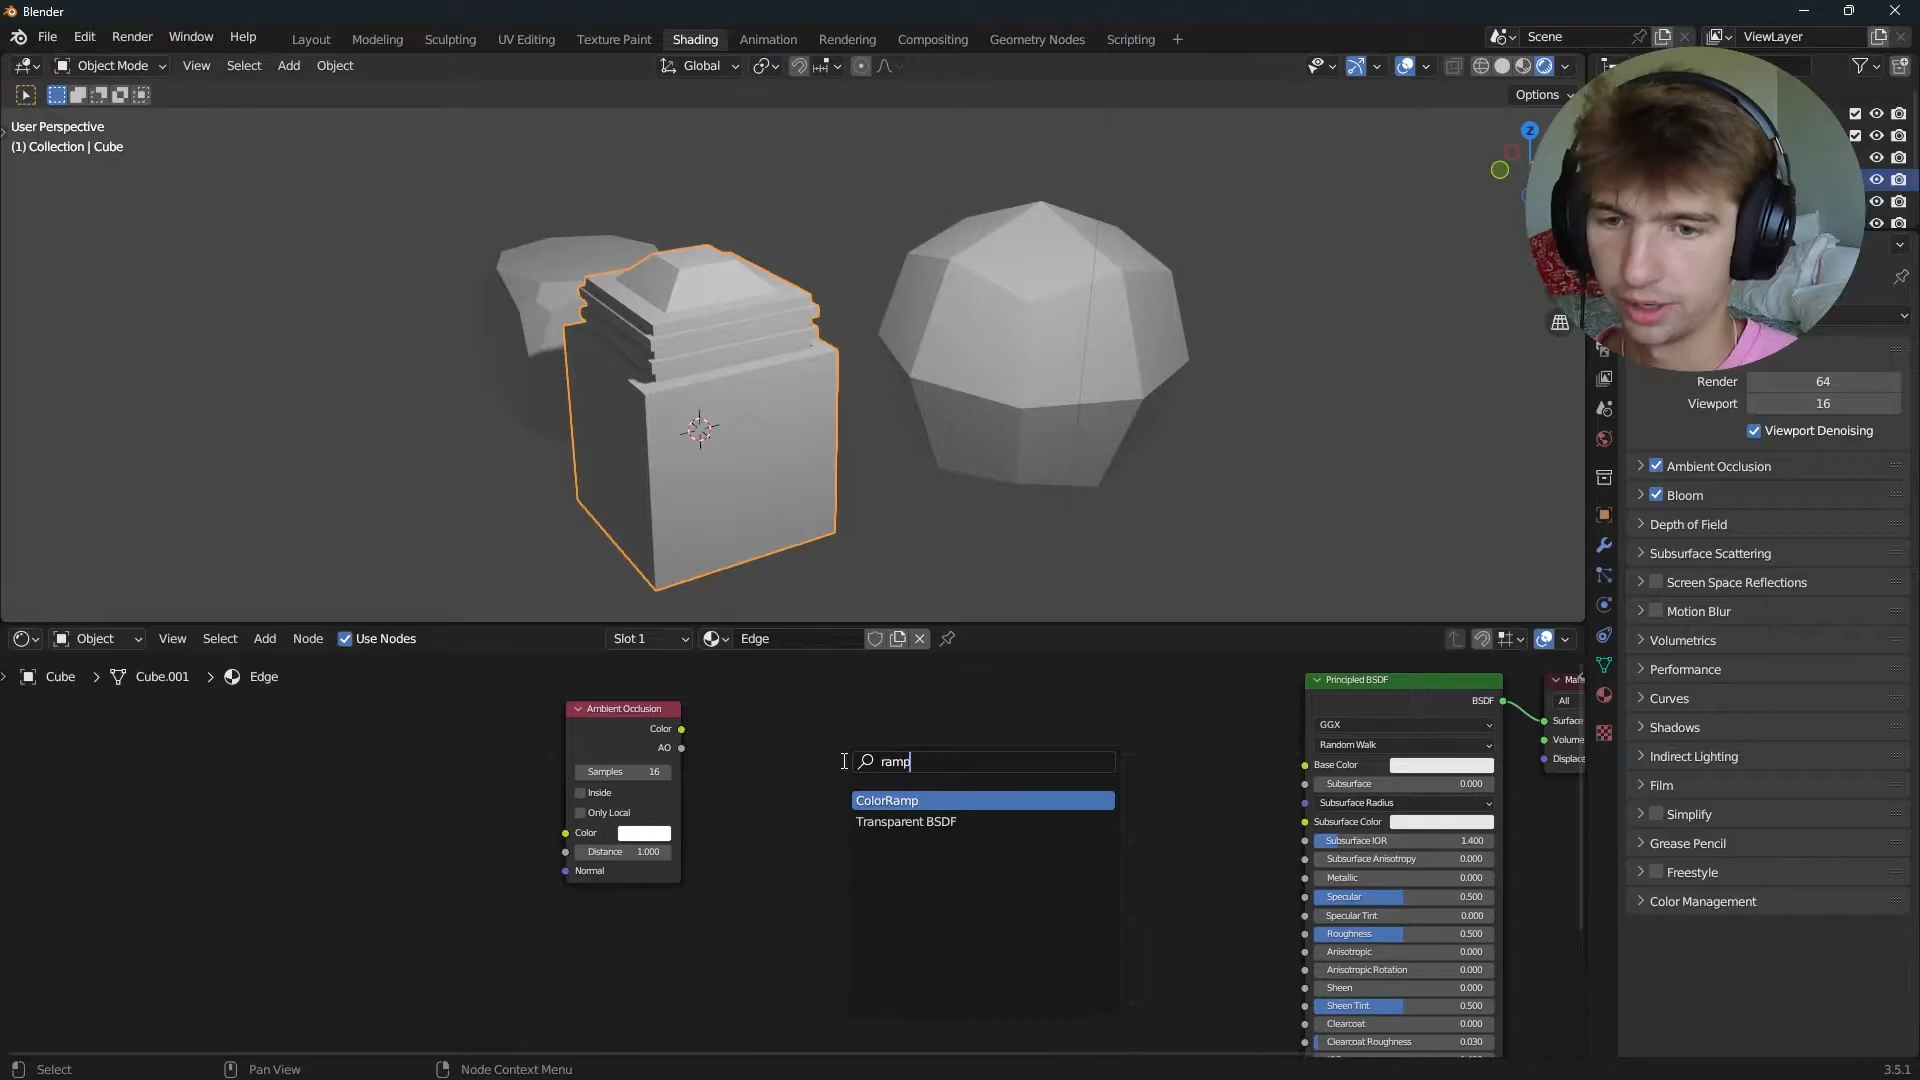 Blender
File Edit Render Window Help
Layout Modeling Sculpting UV Editing Texture Paint Shading Animation Rendering Compositing Geometry Nodes Scripting +
Scene
ViewLayer
Object Mode View Select Add Object
Global
Options
User Perspective
(1) Collection | Cube
Z
Render 64
Viewport 16
Viewport Denoising
Ambient Occlusion
Bloom
Depth of Field
Subsurface Scattering
Screen Space Reflections
Motion Blur
Volumetrics
Performance
Curves
Shadows
Indirect Lighting
Film
Simplify
Grease Pencil
Freestyle
Color Management
Object View Select Add Node Use Nodes
Slot 1
Edge
Cube > Cube.001 > Edge
Ambient Occlusion
Color
AO
Samples 16
Inside
Only Local
Color
Distance 1.000
Normal
ramp
ColorRamp
Transparent BSDF
Principled BSDF
BSDF
GGX
Random Walk
Base Color
Subsurface 0.000
Subsurface Radius
Subsurface Color
Subsurface IOR 1.400
Subsurface Anisotropy 0.000
Metallic 0.000
Specular 0.500
Specular Tint 0.000
Roughness 0.500
Anisotropic 0.000
Anisotropic Rotation 0.000
Sheen 0.000
Sheen Tint 0.500
Clearcoat 0.000
Clearcoat Roughness 0.030
All
Surface
Volume
Displac
Select
Pan View
Node Context Menu
3.5.1